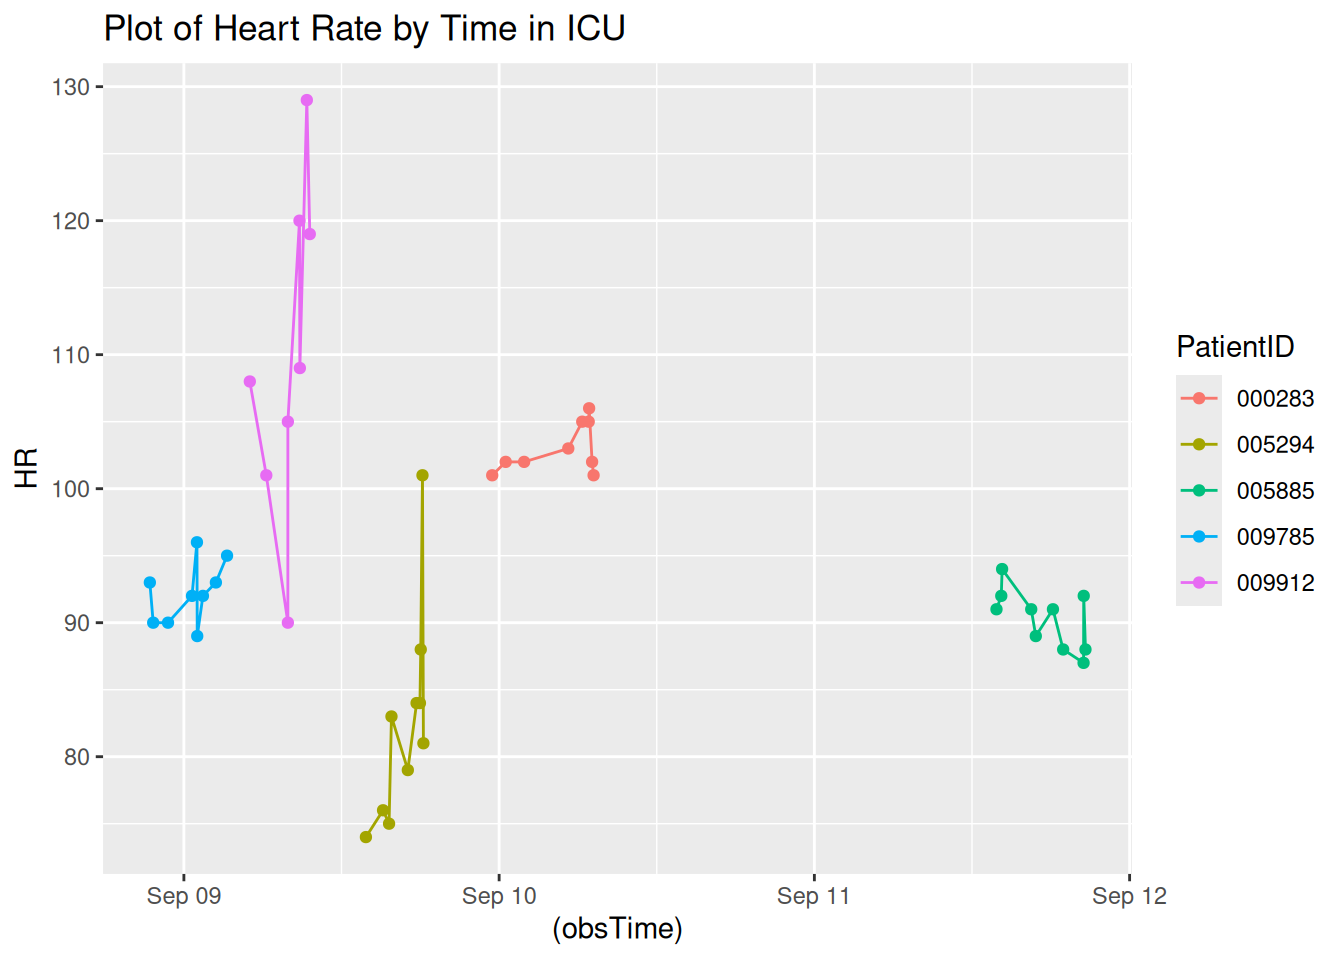 Plot of Heart Rate by Time in ICU
130
120
110
100
90
80
HR
Sep 09
Sep 10
Sep 11
Sep 12
(obsTime)
PatientID
000283
005294
005885
009785
009912